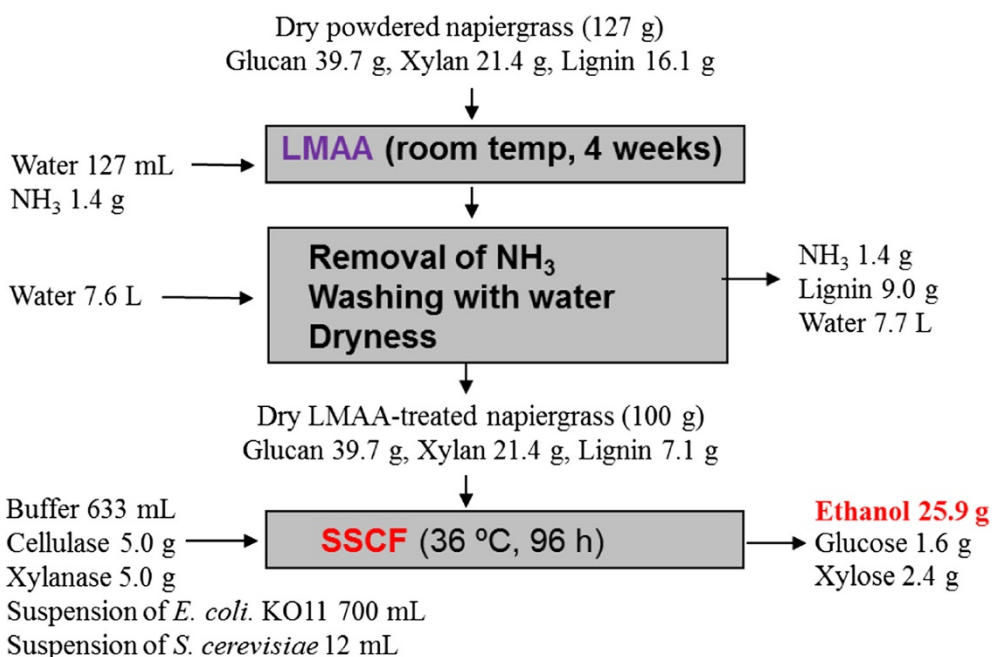 Dry powdered napiergrass (127 g)
Glucan 39.7 g, Xylan 21.4 g, Lignin 16.1 g
LMAA (room temp, 4 weeks)
Water 127 mL
NH₃ 1.4 g
Removal of NH₃
Washing with water
Dryness
Water 7.6 L
NH₃ 1.4 g
Lignin 9.0 g
Water 7.7 L
Dry LMAA-treated napiergrass (100 g)
Glucan 39.7 g, Xylan 21.4 g, Lignin 7.1 g
Buffer 633 mL
Cellulase 5.0 g
Xylanase 5.0 g
Suspension of E. coli. KO11 700 mL
Suspension of S. cerevisiae 12 mL
SSCF (36 ºC, 96 h)
Ethanol 25.9 g
Glucose 1.6 g
Xylose 2.4 g